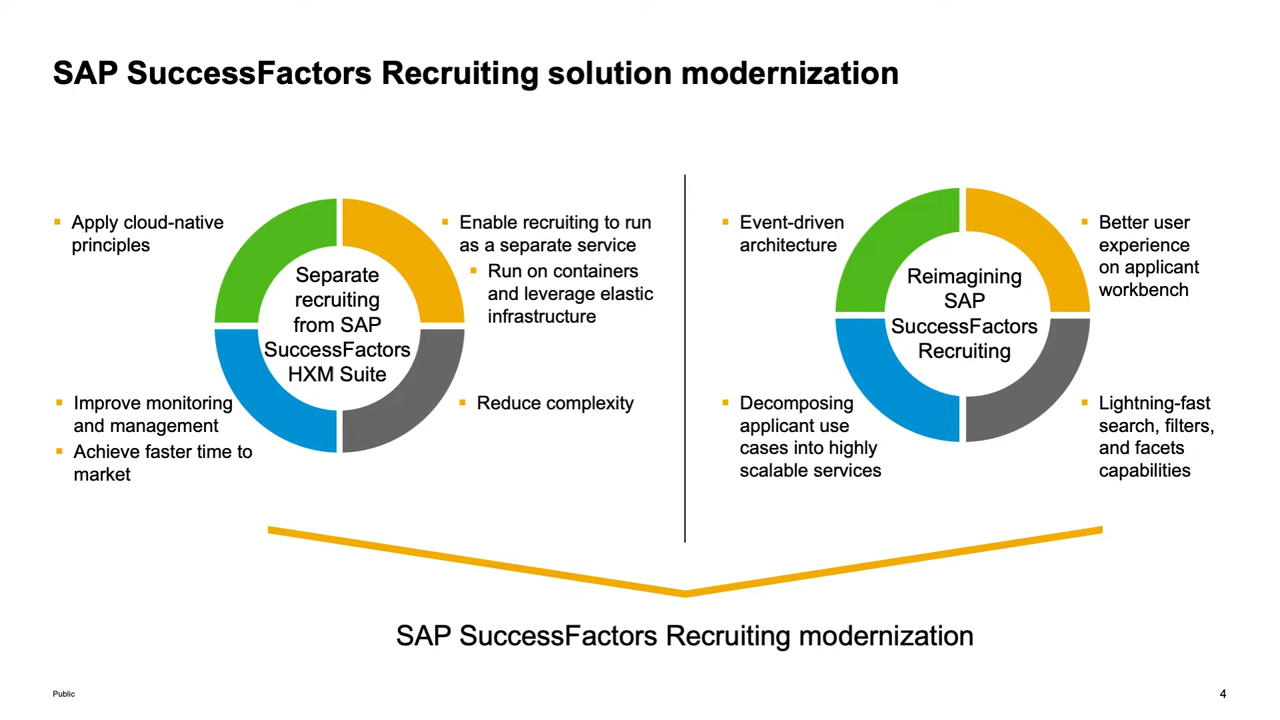 SAP SuccessFactors Recruiting solution modernization
Apply cloud-native
principles
Separate
recruiting
from SAP
SuccessFactors
HXM Suite
Enable recruiting to run
as a separate service
Run on containers
and leverage elastic
infrastructure
Improve monitoring
and management
Achieve faster time to
market
Reduce complexity
Event-driven
architecture
Reimagining
SAP
SuccessFactors
Recruiting
Better user
experience
on applicant
workbench
Decomposing
applicant use
cases into highly
scalable services
Lightning-fast
search, filters,
and facets
capabilities
SAP SuccessFactors Recruiting modernization
Public
4